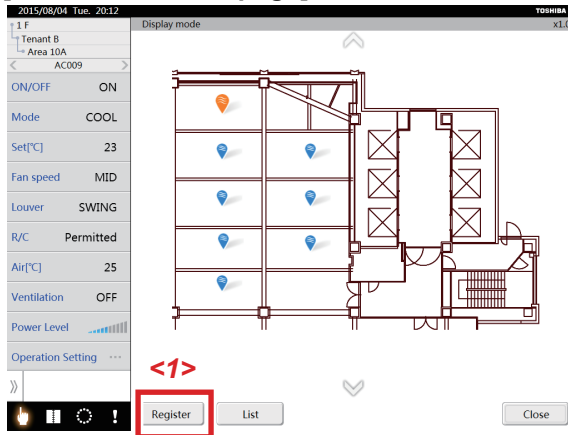 2015/08/04 Tue. 20:12
TOSHIBA
1 F
Tenant B
Area 10A
< AC009 >
ON/OFF ON
Mode COOL
Set[℃] 23
Fan speed MID
Louver SWING
R/C Permitted
Air[℃] 25
Ventilation OFF
Power Level
Operation Setting ···
Display mode
x1.0
<1>
Register
List
Close